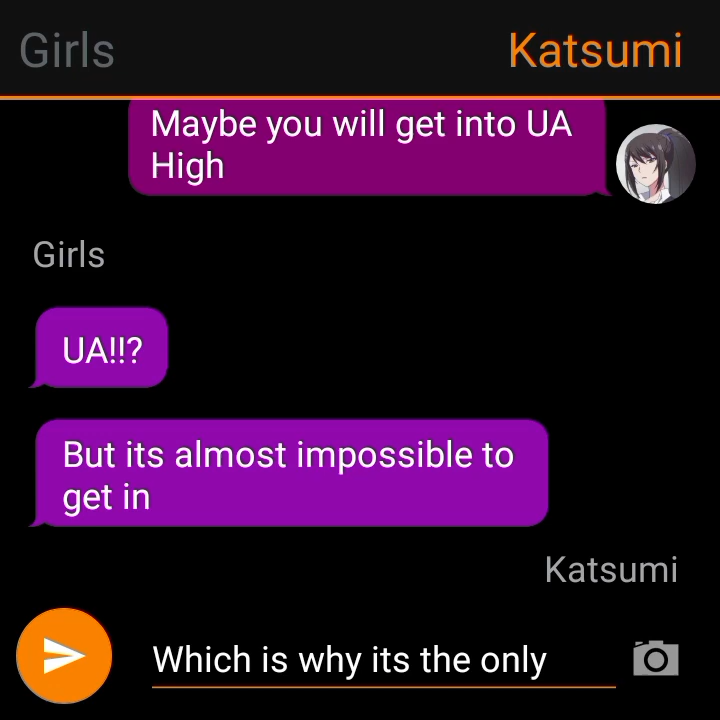 Girls Katsumi
Maybe you will get into UA
High
Girls
UA!!?
But its almost impossible to
get in
Katsumi
Which is why its the only